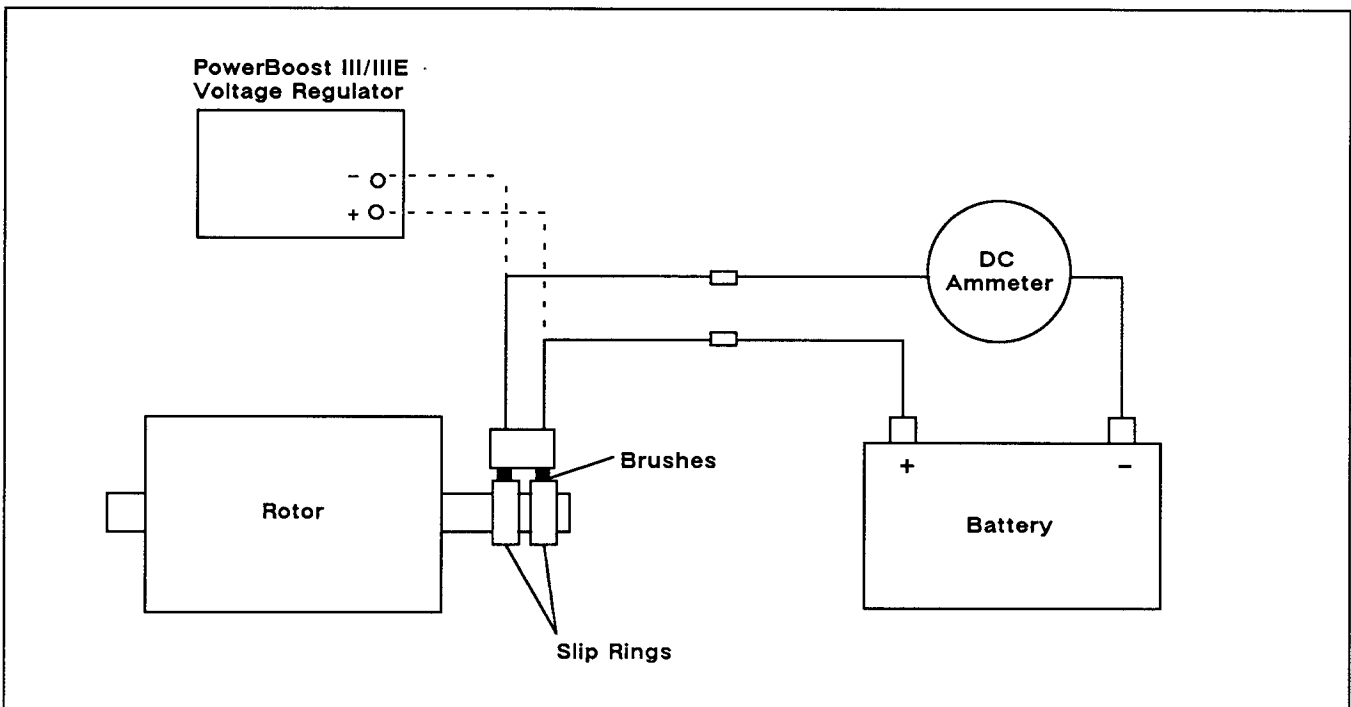 PowerBoost III/IIIE
Voltage Regulator
-
+
DC
Ammeter
Brushes
+
-
Rotor
Battery
Slip Rings